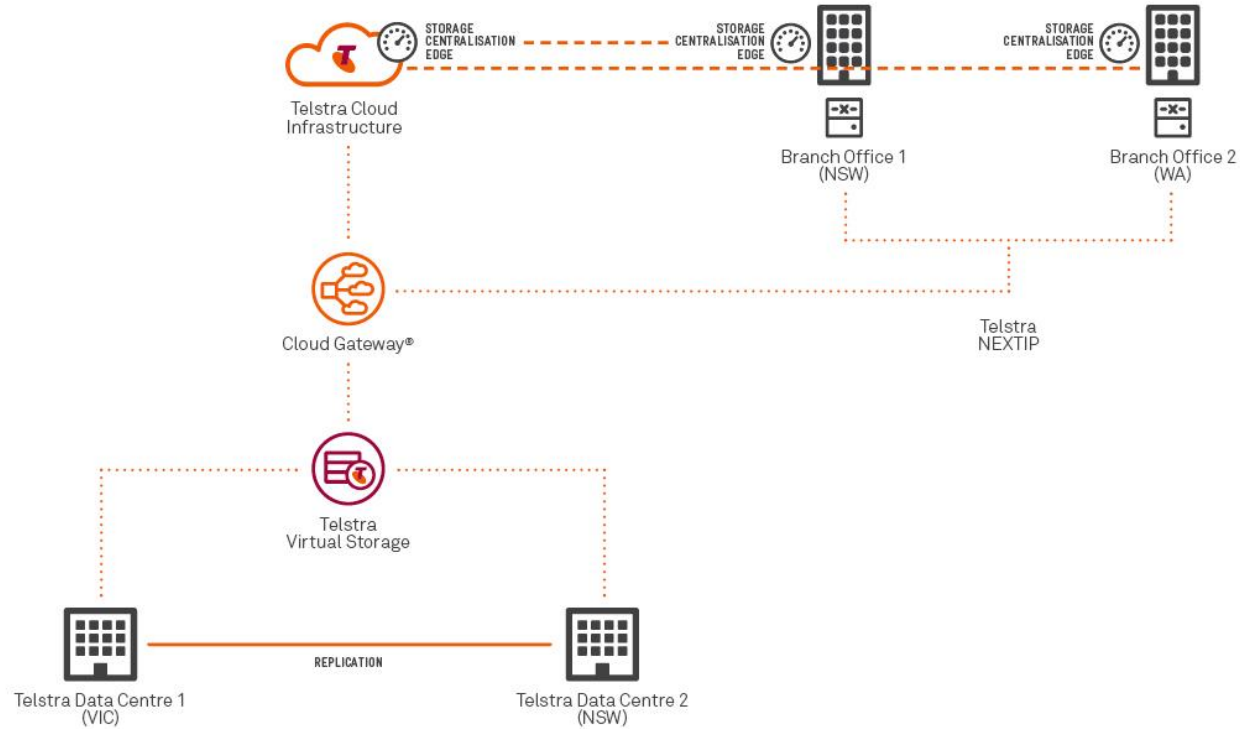 STORAGE
CENTRALISATION
EDGE
STORAGE
CENTRALISATION
EDGE
STORAGE
CENTRALISATION
EDGE
T
Telstra Cloud
Infrastructure
Branch Office 1
(NSW)
Branch Office 2
(WA)
Cloud Gateway®
Telstra
NEXTIP
T
Telstra
Virtual Storage
REPLICATION
Telstra Data Centre 1
(VIC)
Telstra Data Centre 2
(NSW)